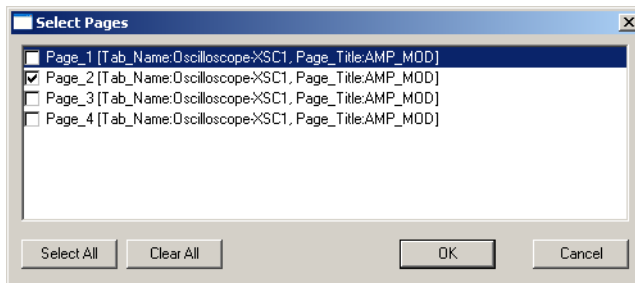 Select Pages
Page_1 [Tab_Name:Oscilloscope-XSC1, Page_Title:AMP_MOD]
Page_2 [Tab_Name:Oscilloscope-XSC1, Page_Title:AMP_MOD]
Page_3 [Tab_Name:Oscilloscope-XSC1, Page_Title:AMP_MOD]
Page_4 [Tab_Name:Oscilloscope-XSC1, Page_Title:AMP_MOD]
Select All Clear All OK Cancel